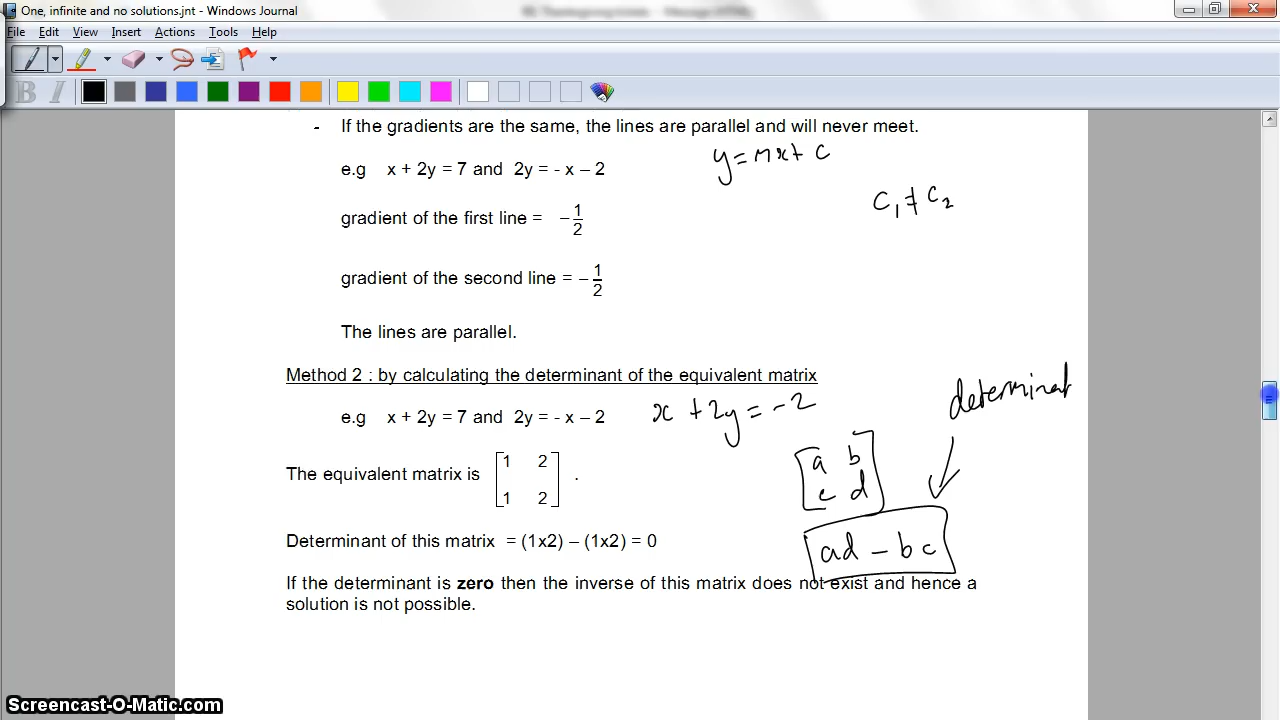 One, infinite and no solutions.jnt - Windows Journal
File Edit View Insert Actions Tools Help
B I
- If the gradients are the same, the lines are parallel and will never meet.
y = mx + c
e.g x + 2y = 7 and 2y = - x – 2
c₁ ≠ c₂
gradient of the first line = –1/2
gradient of the second line = –1/2
The lines are parallel.
Method 2 : by calculating the determinant of the equivalent matrix
determinant
e.g x + 2y = 7 and 2y = - x – 2
x + 2y = -2
The equivalent matrix is [1 2
1 2] .
[a b
c d]
Determinant of this matrix = (1x2) – (1x2) = 0
ad – bc
If the determinant is zero then the inverse of this matrix does not exist and hence a
solution is not possible.
Screencast-O-Matic.com